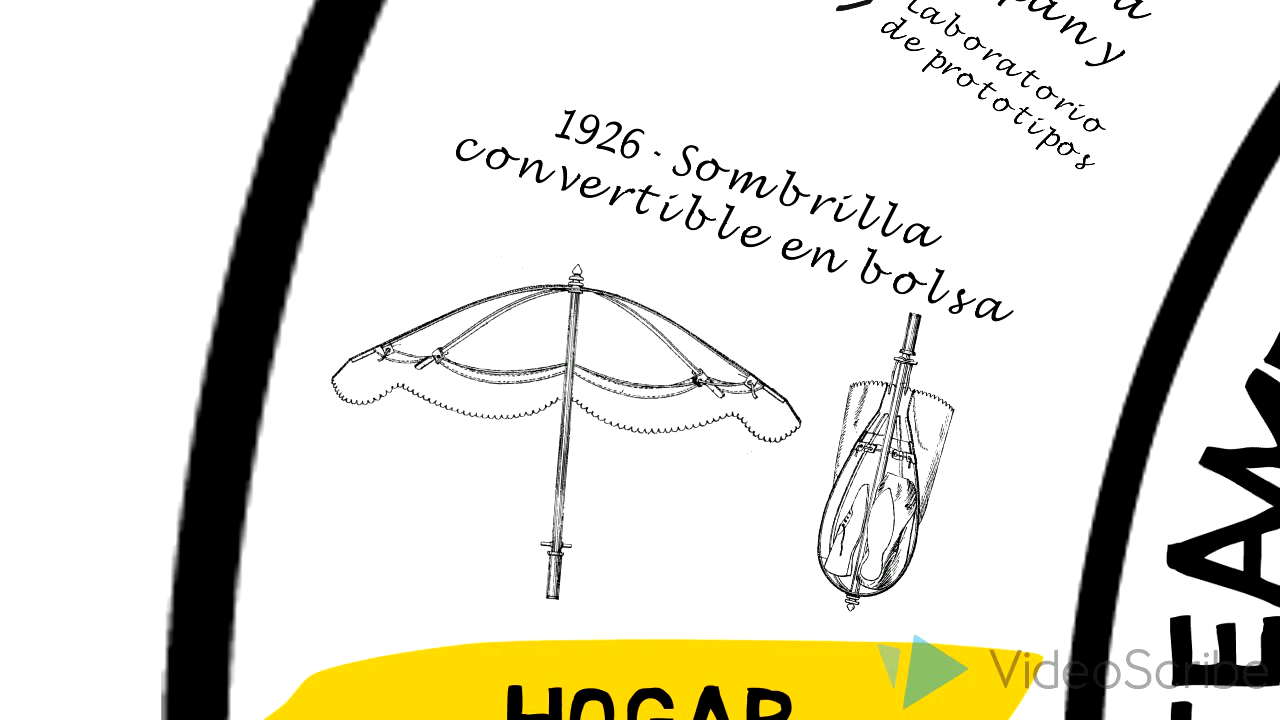 laboratorio
de prototipos
1926 - Sombrilla
convertible en bolsa
HOGAR
VideoScribe